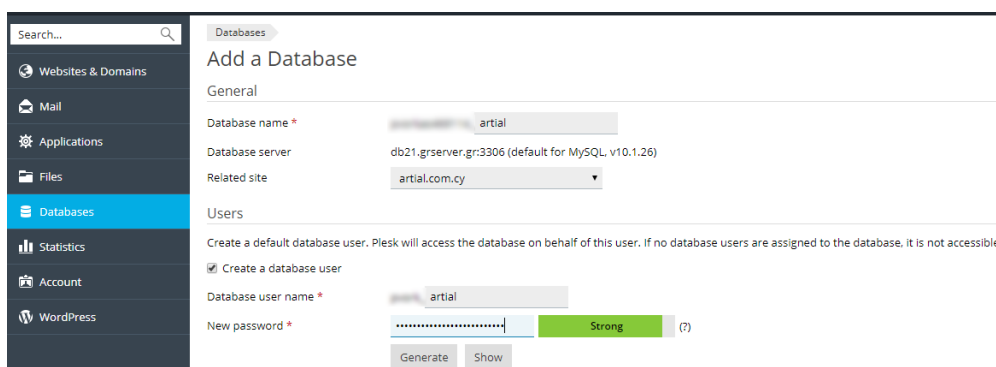 Search...
Websites & Domains
Mail
Applications
Files
Databases
Statistics
Account
WordPress
Databases
Add a Database
General
Database name *
artial
Database server
db21.grserver.gr:3306 (default for MySQL, v10.1.26)
Related site
artial.com.cy
Users
Create a default database user. Plesk will access the database on behalf of this user. If no database users are assigned to the database, it is not accessible
Create a database user
Database user name *
artial
New password *
Strong
(?)
Generate
Show